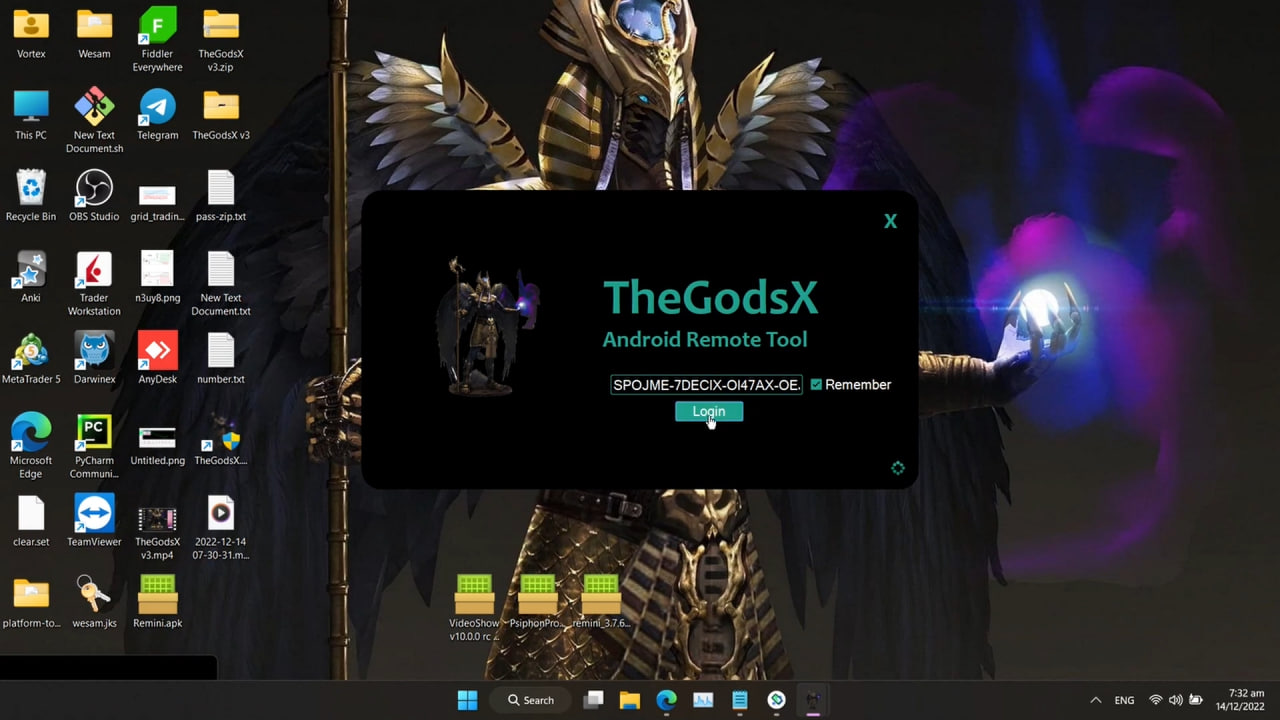 Vortex
Wesam
Fiddler
Everywhere
TheGodsX
v3.zip
This PC
New Text
Document.sh
Telegram
TheGodsX v3
Recycle Bin
OBS Studio
grid_tradin...
pass-zip.txt
Anki
Trader
Workstation
n3uy8.png
New Text
Document.txt
MetaTrader 5
Darwinex
AnyDesk
number.txt
Microsoft
Edge
PC
PyCharm
Communi...
Untitled.png
TheGodsX....
clear.set
TeamViewer
TheGodsX
v3.mp4
2022-12-14
07-30-31.m...
platform-to...
wesam.jks
Remini.apk
VideoShow
v10.0.0 rc ...
PsiphonPro...
remini_3.7.6...
X
TheGodsX
Android Remote Tool
SPOJME-7DECIX-OI47AX-OE.
Remember
Login
Search
ENG
7:32 am
14/12/2022